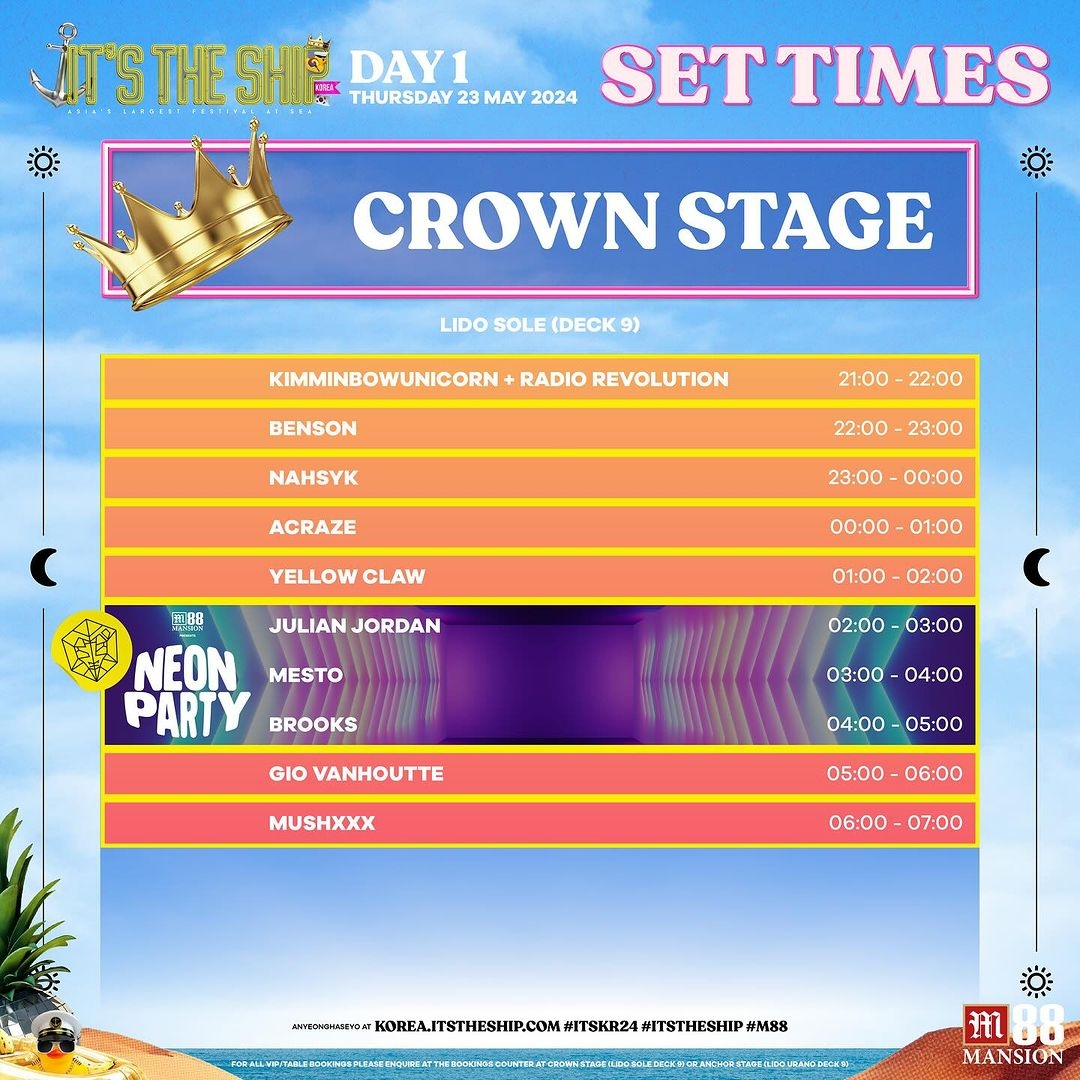 IT'S THE SHIP
KOREA
ASIA'S LARGEST FESTIVAL AT SEA
DAY 1
THURSDAY 23 MAY 2024
SET TIMES
CROWN STAGE
LIDO SOLE (DECK 9)
KIMMINBOWUNICORN + RADIO REVOLUTION 21:00 - 22:00
BENSON 22:00 - 23:00
NAHSYK 23:00 - 00:00
ACRAZE 00:00 - 01:00
YELLOW CLAW 01:00 - 02:00
M88
MANSION
PRESENTS
NEON
PARTY
JULIAN JORDAN 02:00 - 03:00
MESTO 03:00 - 04:00
BROOKS 04:00 - 05:00
GIO VANHOUTTE 05:00 - 06:00
MUSHXXX 06:00 - 07:00
ANYEONGHASEYO AT KOREA.ITSTHESHIP.COM #ITSKR24 #ITSTHESHIP #M88
M88
MANSION
FOR ALL VIP/TABLE BOOKINGS PLEASE ENQUIRE AT THE BOOKINGS COUNTER AT CROWN STAGE (LIDO SOLE DECK 9) OR ANCHOR STAGE (LIDO URANO DECK 9)